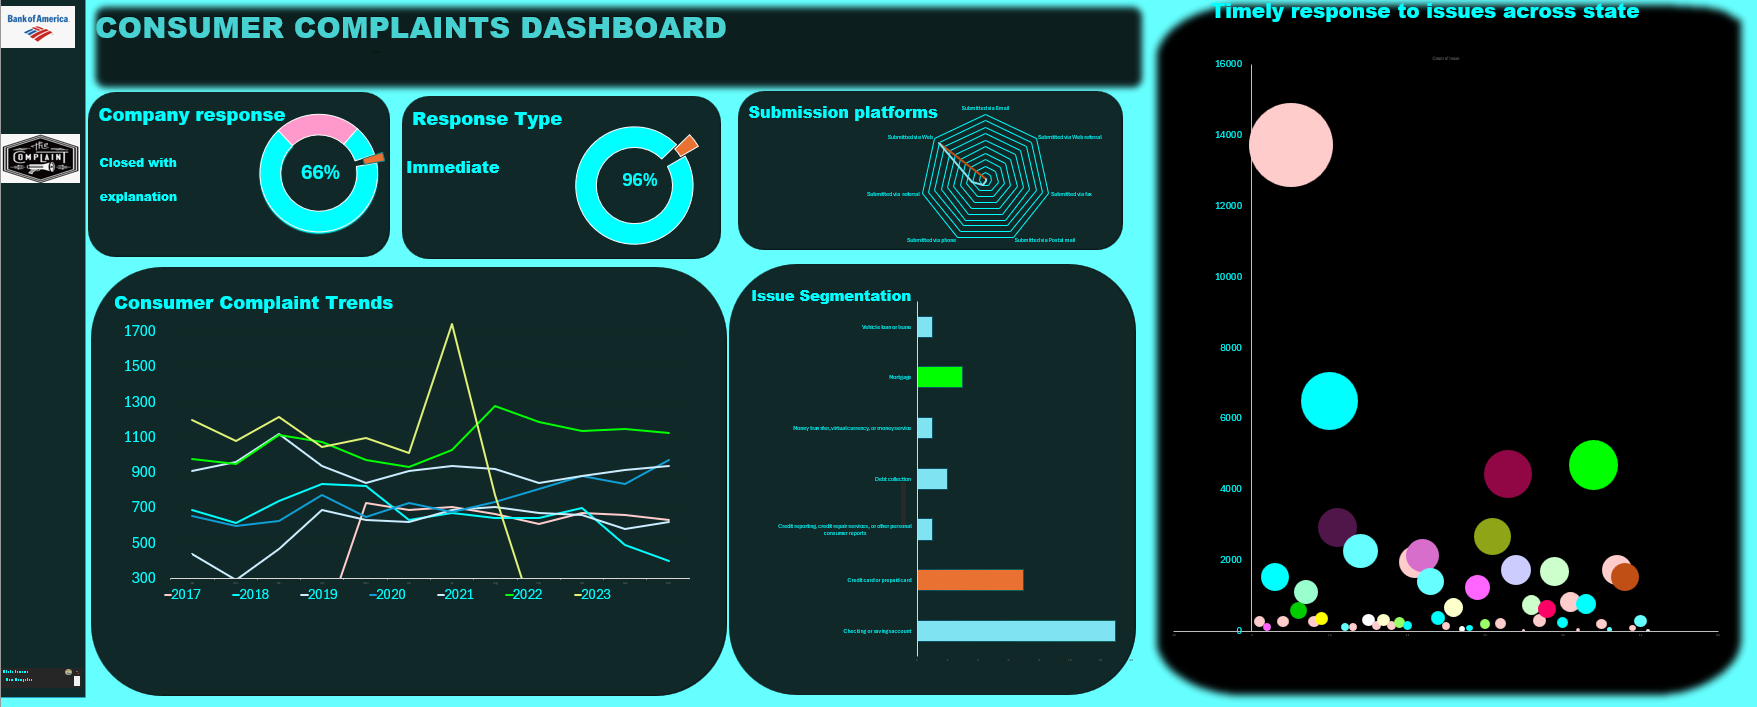 Bank of America
CONSUMER COMPLAINTS DASHBOARD
the
COMPLAINT
Company response
Closed with
explanation
66%
Response Type
Immediate
96%
Submission platforms
Submitted via Email
Submitted via Web
Submitted via Web referral
Submitted via referral
Submitted via fax
Submitted via phone
Submitted via Postal mail
Consumer Complaint Trends
1700
1500
1300
1100
900
700
500
300
2017 2018 2019 2020 2021 2022 2023
Issue Segmentation
Vehicle loan or lease
Mortgage
Money transfer, virtual currency, or money service
Debt collection
Credit reporting, credit repair services, or other personal
consumer reports
Credit card or prepaid card
Checking or savings account
Timely response to issues across state
Count of Issue
16000
14000
12000
10000
8000
6000
4000
2000
0